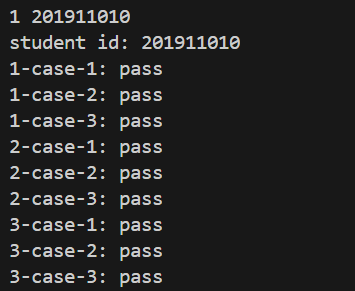 1 201911010
student id: 201911010
1-case-1: pass
1-case-2: pass
1-case-3: pass
2-case-1: pass
2-case-2: pass
2-case-3: pass
3-case-1: pass
3-case-2: pass
3-case-3: pass